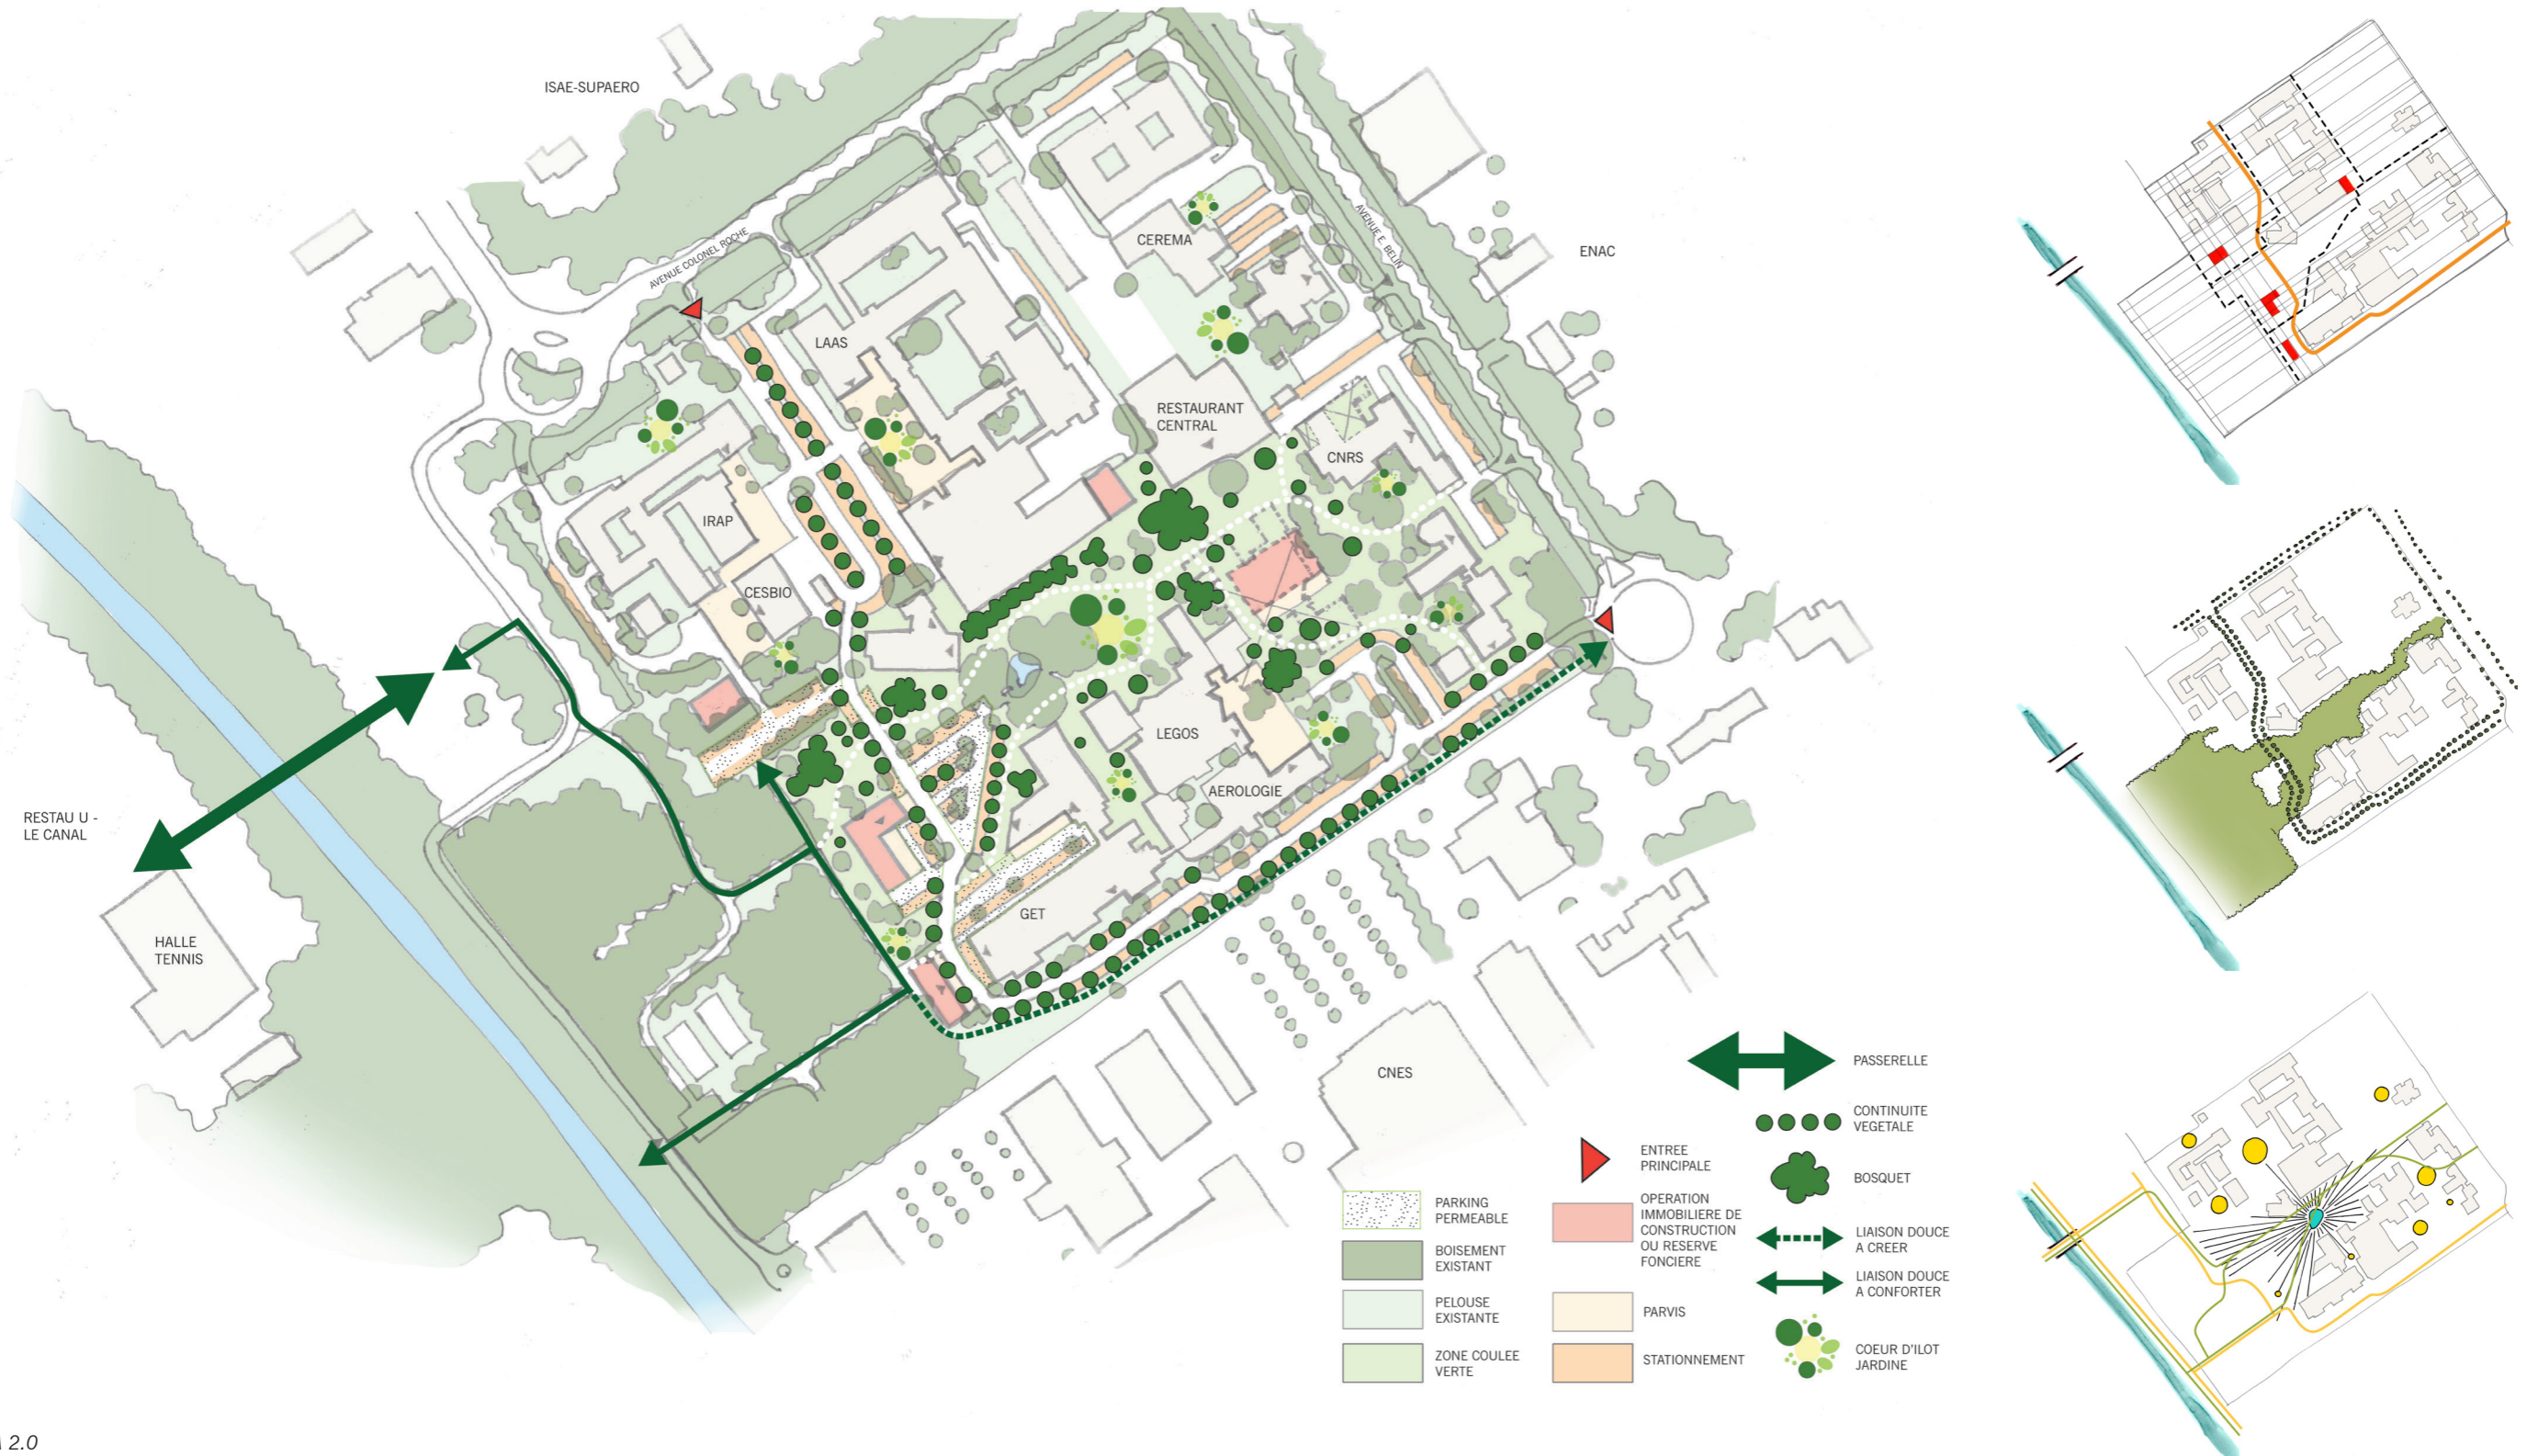 ISAE-SUPAERO
AVENUE COLONEL ROCHE
AVENUE E. BELIN
CEREMA
ENAC
LAAS
RESTAURANT
CENTRAL
CNRS
IRAP
CESBIO
LEGOS
AEROLOGIE
RESTAU U -
LE CANAL
GET
HALLE
TENNIS
CNES
PARKING
PERMEABLE
BOISEMENT
EXISTANT
PELOUSE
EXISTANTE
ZONE COULEE
VERTE
ENTREE
PRINCIPALE
OPERATION
IMMOBILIERE DE
CONSTRUCTION
OU RESERVE
FONCIERE
PARVIS
STATIONNEMENT
PASSERELLE
CONTINUITE
VEGETALE
BOSQUET
LIAISON DOUCE
A CREER
LIAISON DOUCE
A CONFORTER
COEUR D'ILOT
JARDINE
2.0